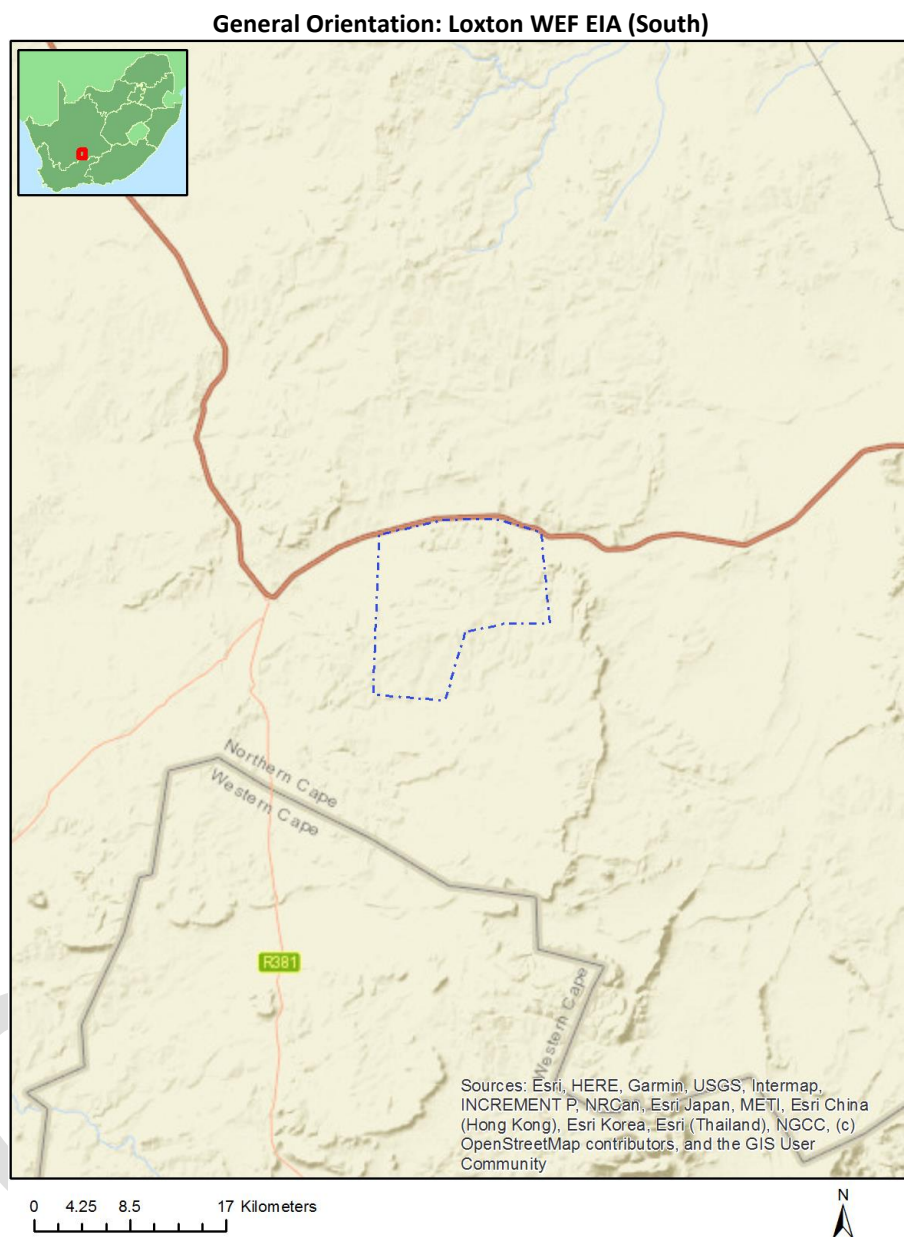 General Orientation: Loxton WEF EIA (South)
Northern Cape
Western Cape
R381
Western Cape
Sources: Esri, HERE, Garmin, USGS, Intermap,
INCREMENT P, NRCan, Esri Japan, METI, Esri China
(Hong Kong), Esri Korea, Esri (Thailand), NGCC, (c)
OpenStreetMap contributors, and the GIS User
Community
0 4.25 8.5 17 Kilometers
N